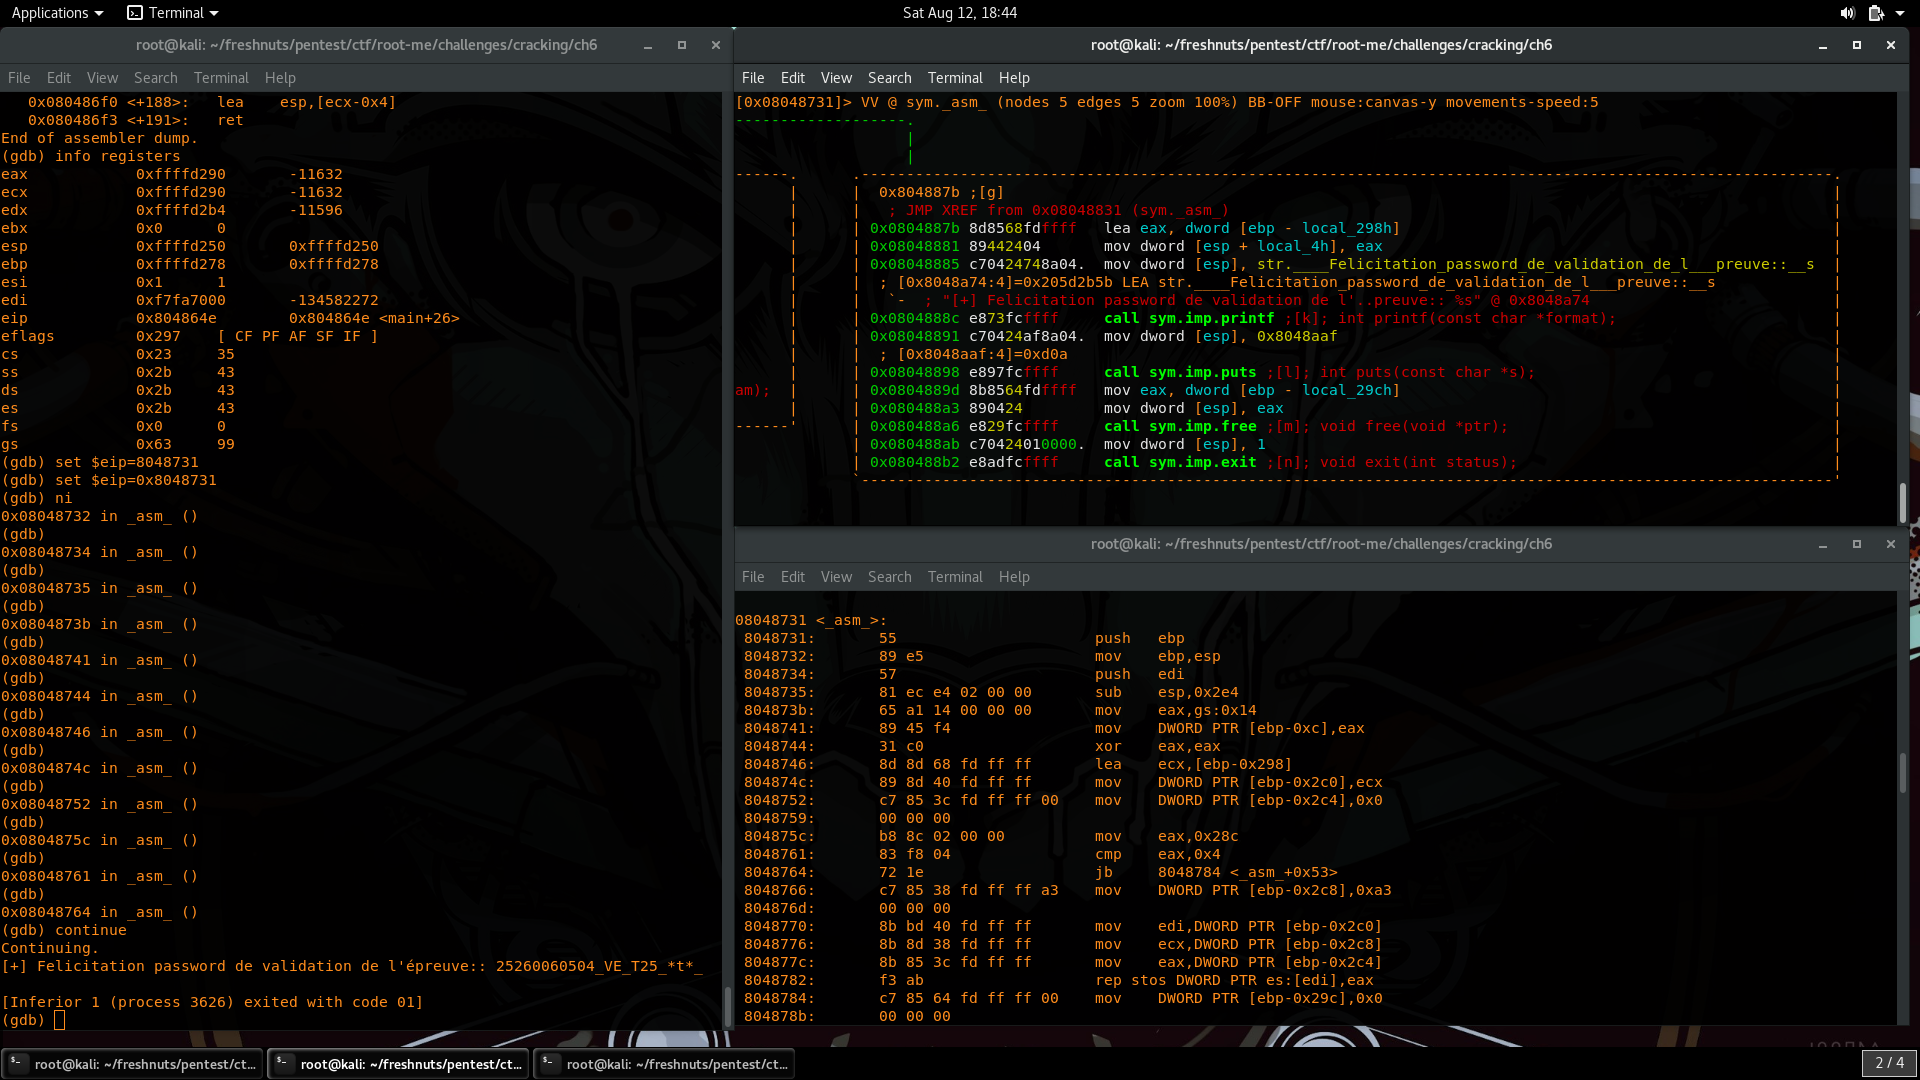 Applications
Terminal
Sat Aug 12, 18:44
root@kali: ~/freshnuts/pentest/ctf/root-me/challenges/cracking/ch6
File Edit View Search Terminal Help
0x080486f0 <+188>: lea esp,[ecx-0x4]
0x080486f3 <+191>: ret
End of assembler dump.
(gdb) info registers
eax 0xffffd290 -11632
ecx 0xffffd290 -11632
edx 0xffffd2b4 -11596
ebx 0x0 0
esp 0xffffd250 0xffffd250
ebp 0xffffd278 0xffffd278
esi 0x1 1
edi 0xf7fa7000 -134582272
eip 0x804864e 0x804864e <main+26>
eflags 0x297 [ CF PF AF SF IF ]
cs 0x23 35
ss 0x2b 43
ds 0x2b 43
es 0x2b 43
fs 0x0 0
gs 0x63 99
(gdb) set $eip=8048731
(gdb) set $eip=0x8048731
(gdb) ni
0x08048732 in _asm_ ()
(gdb)
0x08048734 in _asm_ ()
(gdb)
0x08048735 in _asm_ ()
(gdb)
0x0804873b in _asm_ ()
(gdb)
0x08048741 in _asm_ ()
(gdb)
0x08048744 in _asm_ ()
(gdb)
0x08048746 in _asm_ ()
(gdb)
0x0804874c in _asm_ ()
(gdb)
0x08048752 in _asm_ ()
(gdb)
0x0804875c in _asm_ ()
(gdb)
0x08048761 in _asm_ ()
(gdb)
0x08048764 in _asm_ ()
(gdb) continue
Continuing.
[+] Felicitation password de validation de l'épreuve:: 25260060504_VE_T25_*t*_
[Inferior 1 (process 3626) exited with code 01]
(gdb)
root@kali: ~/freshnuts/pentest/ctf/root-me/challenges/cracking/ch6
File Edit View Search Terminal Help
[0x08048731]> VV @ sym._asm_ (nodes 5 edges 5 zoom 100%) BB-OFF mouse:canvas-y movements-speed:5
0x804887b ;[g]
; JMP XREF from 0x08048831 (sym._asm_)
0x0804887b 8d8568fdffff lea eax, dword [ebp - local_298h]
0x08048881 89442404 mov dword [esp + local_4h], eax
0x08048885 c70424748a04. mov dword [esp], str.____Felicitation_password_de_validation_de_l___preuve::__s
; [0x8048a74:4]=0x205d2b5b LEA str.____Felicitation_password_de_validation_de_l___preuve::__s
`- ; "[+] Felicitation password de validation de l'..preuve:: %s" @ 0x8048a74
0x0804888c e873fcffff call sym.imp.printf ;[k]; int printf(const char *format);
0x08048891 c70424af8a04. mov dword [esp], 0x8048aaf
; [0x8048aaf:4]=0xd0a
0x08048898 e897fcffff call sym.imp.puts ;[l]; int puts(const char *s);
am); 0x0804889d 8b8564fdffff mov eax, dword [ebp - local_29ch]
0x080488a3 890424 mov dword [esp], eax
0x080488a6 e829fcffff call sym.imp.free ;[m]; void free(void *ptr);
0x080488ab c70424010000. mov dword [esp], 1
0x080488b2 e8adfcffff call sym.imp.exit ;[n]; void exit(int status);
root@kali: ~/freshnuts/pentest/ctf/root-me/challenges/cracking/ch6
File Edit View Search Terminal Help
08048731 <_asm_>:
8048731: 55 push ebp
8048732: 89 e5 mov ebp,esp
8048734: 57 push edi
8048735: 81 ec e4 02 00 00 sub esp,0x2e4
804873b: 65 a1 14 00 00 00 mov eax,gs:0x14
8048741: 89 45 f4 mov DWORD PTR [ebp-0xc],eax
8048744: 31 c0 xor eax,eax
8048746: 8d 8d 68 fd ff ff lea ecx,[ebp-0x298]
804874c: 89 8d 40 fd ff ff mov DWORD PTR [ebp-0x2c0],ecx
8048752: c7 85 3c fd ff ff 00 mov DWORD PTR [ebp-0x2c4],0x0
8048759: 00 00 00
804875c: b8 8c 02 00 00 mov eax,0x28c
8048761: 83 f8 04 cmp eax,0x4
8048764: 72 1e jb 8048784 <_asm_+0x53>
8048766: c7 85 38 fd ff ff a3 mov DWORD PTR [ebp-0x2c8],0xa3
804876d: 00 00 00
8048770: 8b bd 40 fd ff ff mov edi,DWORD PTR [ebp-0x2c0]
8048776: 8b 8d 38 fd ff ff mov ecx,DWORD PTR [ebp-0x2c8]
804877c: 8b 85 3c fd ff ff mov eax,DWORD PTR [ebp-0x2c4]
8048782: f3 ab rep stos DWORD PTR es:[edi],eax
8048784: c7 85 64 fd ff ff 00 mov DWORD PTR [ebp-0x29c],0x0
804878b: 00 00 00
root@kali: ~/freshnuts/pentest/ct...
root@kali: ~/freshnuts/pentest/ct...
root@kali: ~/freshnuts/pentest/ct...
2 / 4